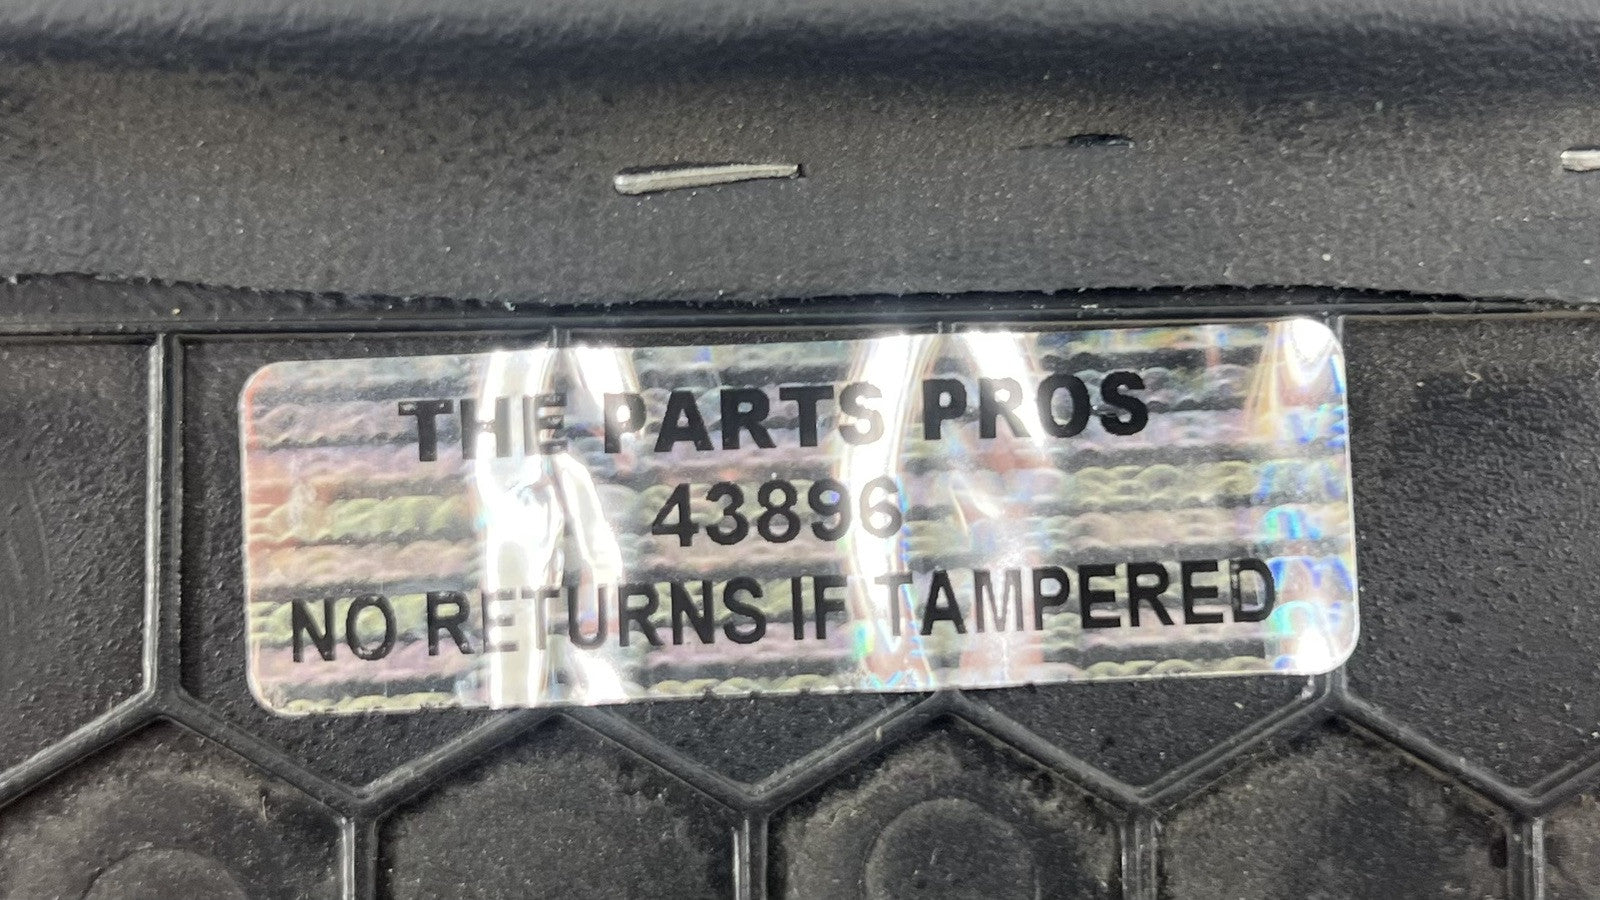 THE PARTS PROS
43896
NO RETURNS IF TAMPERED